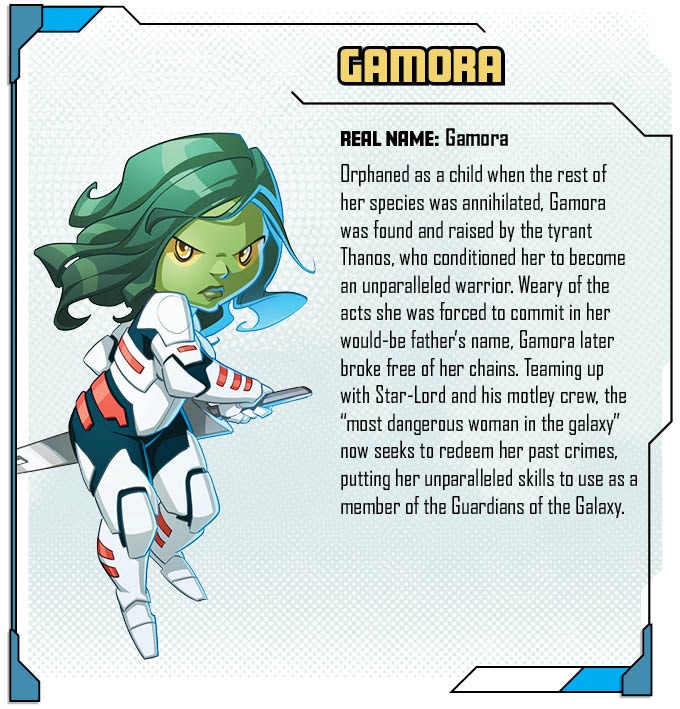 GAMORA
REAL NAME: Gamora
Orphaned as a child when the rest of
her species was annihilated, Gamora
was found and raised by the tyrant
Thanos, who conditioned her to become
an unparalleled warrior. Weary of the
acts she was forced to commit in her
would-be father’s name, Gamora later
broke free of her chains. Teaming up
with Star-Lord and his motley crew, the
“most dangerous woman in the galaxy”
now seeks to redeem her past crimes,
putting her unparalleled skills to use as a
member of the Guardians of the Galaxy.